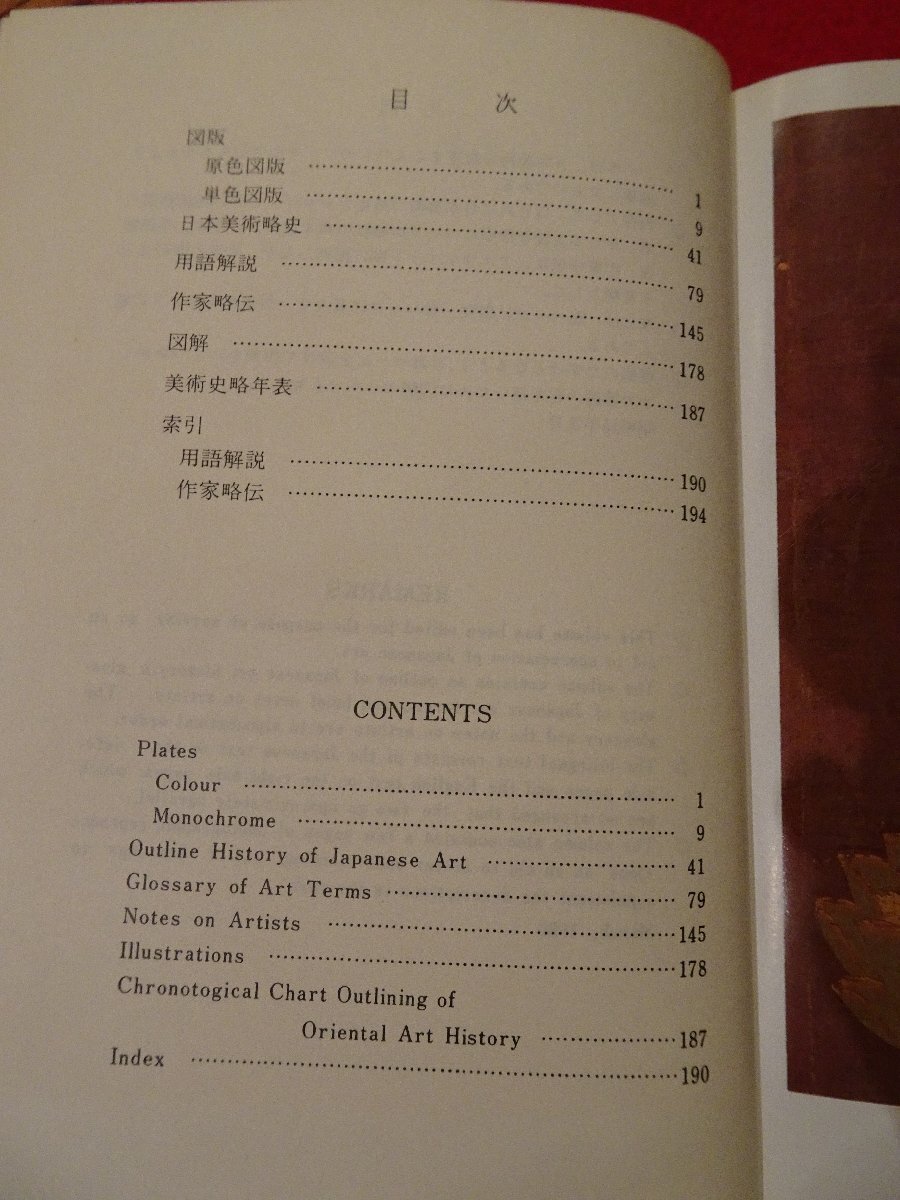 目次
図版
原色図版 1
単色図版 9
日本美術略史 41
用語解説 79
作家略伝 145
図解 178
美術史略年表 187
索引
用語解説 190
作家略伝 194
CONTENTS
Plates
Colour 1
Monochrome 9
Outline History of Japanese Art 41
Glossary of Art Terms 79
Notes on Artists 145
Illustrations 178
Chronotogical Chart Outlining of
Oriental Art History 187
Index 190